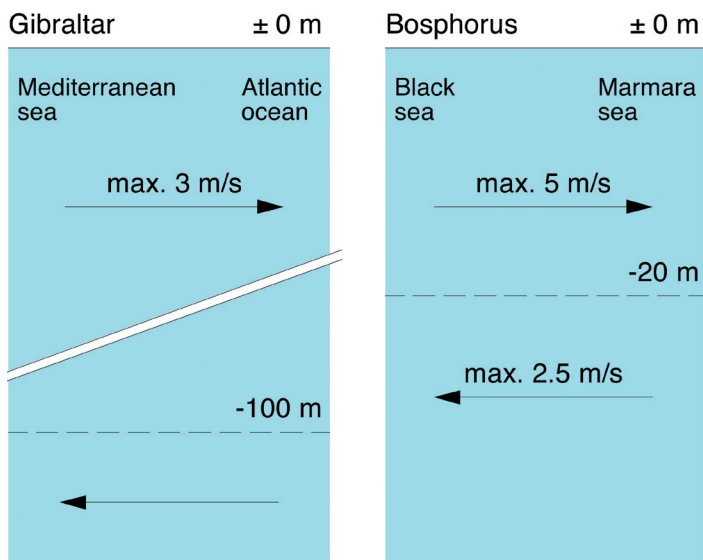 Gibraltar ± 0 m
Mediterranean sea
Atlantic ocean
max. 3 m/s
-100 m
Bosphorus ± 0 m
Black sea
Marmara sea
max. 5 m/s
-20 m
max. 2.5 m/s